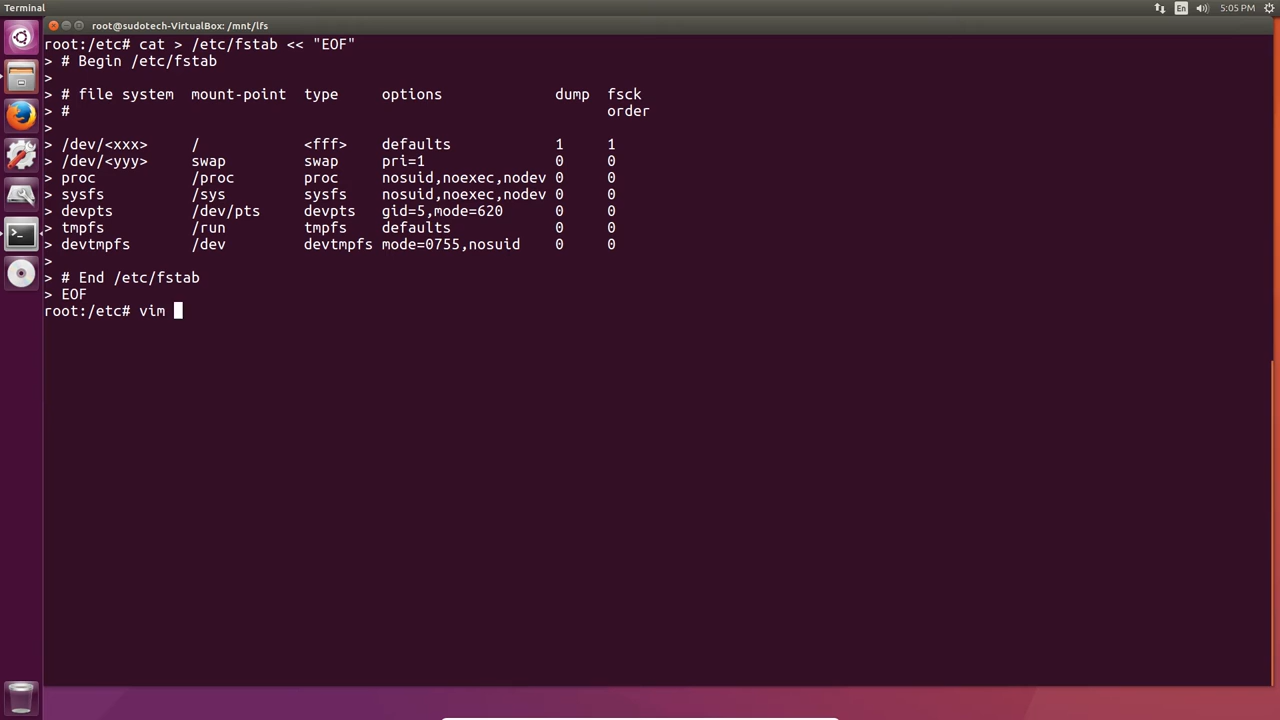 Terminal
En
5:05 PM
root@sudotech-VirtualBox: /mnt/lfs
root:/etc# cat > /etc/fstab << "EOF"
> # Begin /etc/fstab
>
> # file system  mount-point  type     options             dump  fsck
> #                                                              order
>
> /dev/<xxx>     /            <fff>    defaults            1     1
> /dev/<yyy>     swap         swap     pri=1               0     0
> proc           /proc        proc     nosuid,noexec,nodev 0     0
> sysfs          /sys         sysfs    nosuid,noexec,nodev 0     0
> devpts         /dev/pts     devpts   gid=5,mode=620      0     0
> tmpfs          /run         tmpfs    defaults            0     0
> devtmpfs       /dev         devtmpfs mode=0755,nosuid    0     0
>
> # End /etc/fstab
> EOF
root:/etc# vim